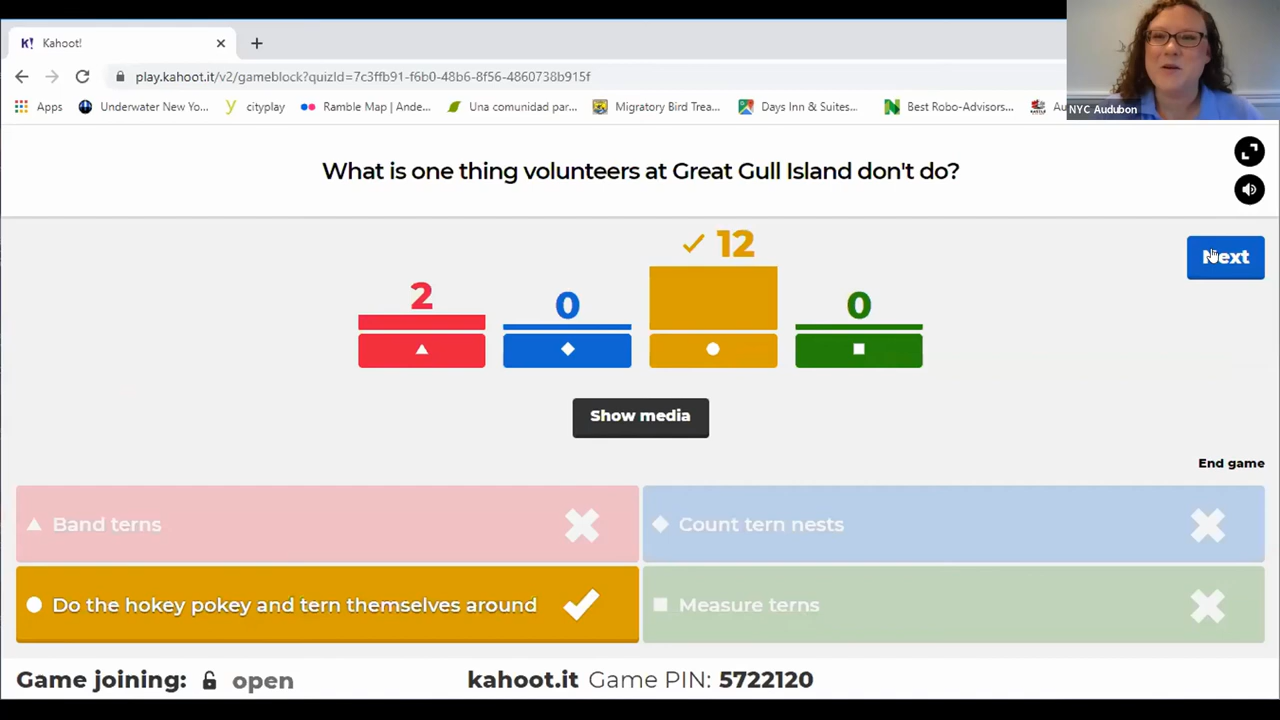 K! Kahoot!
play.kahoot.it/v2/gameblock?quizId=7c3ffb91-f6b0-48b6-8f56-4860738b915f
Apps Underwater New Yo... cityplay Ramble Map | Ande... Una comunidad par... Migratory Bird Trea... Days Inn & Suites... Best Robo-Advisors...
NYC Audubon
What is one thing volunteers at Great Gull Island don't do?
Next
2 0 12 0
Show media
End game
Band terns
Count tern nests
Do the hokey pokey and tern themselves around
Measure terns
Game joining: open kahoot.it Game PIN: 5722120